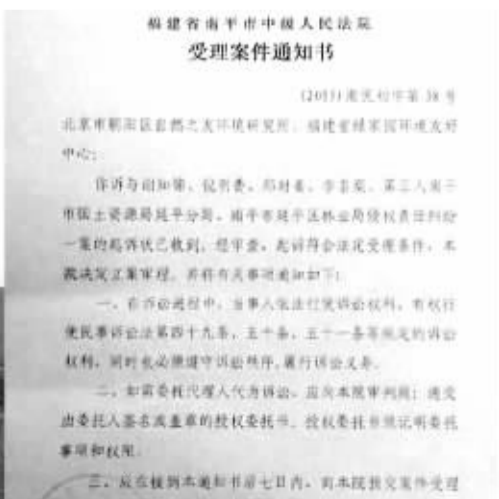 福建省南平市中级人民法院
受理案件通知书
(2015)南民初字第38号
北京市朝阳区自然之友环境研究所、福建省绿家园环境友好
中心:
你诉与谢知锦、倪明香、郑时姜、李名槊、第三人南平
市国土资源局延平分局、南平市延平区林业局侵权责任纠纷
一案的起诉状已收到。经审查,起诉符合法定受理条件,本
院决定立案审理。并将有关事项通知如下:
一、在诉讼过程中,当事人依法行使诉讼权利,有权行
使民事诉讼法第四十九条、五十条、五十一条等规定的诉讼
权利,同时也必须遵守诉讼秩序,履行诉讼义务。
二、如需委托代理人代为诉讼,应向本院审判庭递交
由委托人签名或盖章的授权委托书。授权委托书须记明委托
事项和权限。
三、应在接到本通知书后七日内,向本院预交案件受理